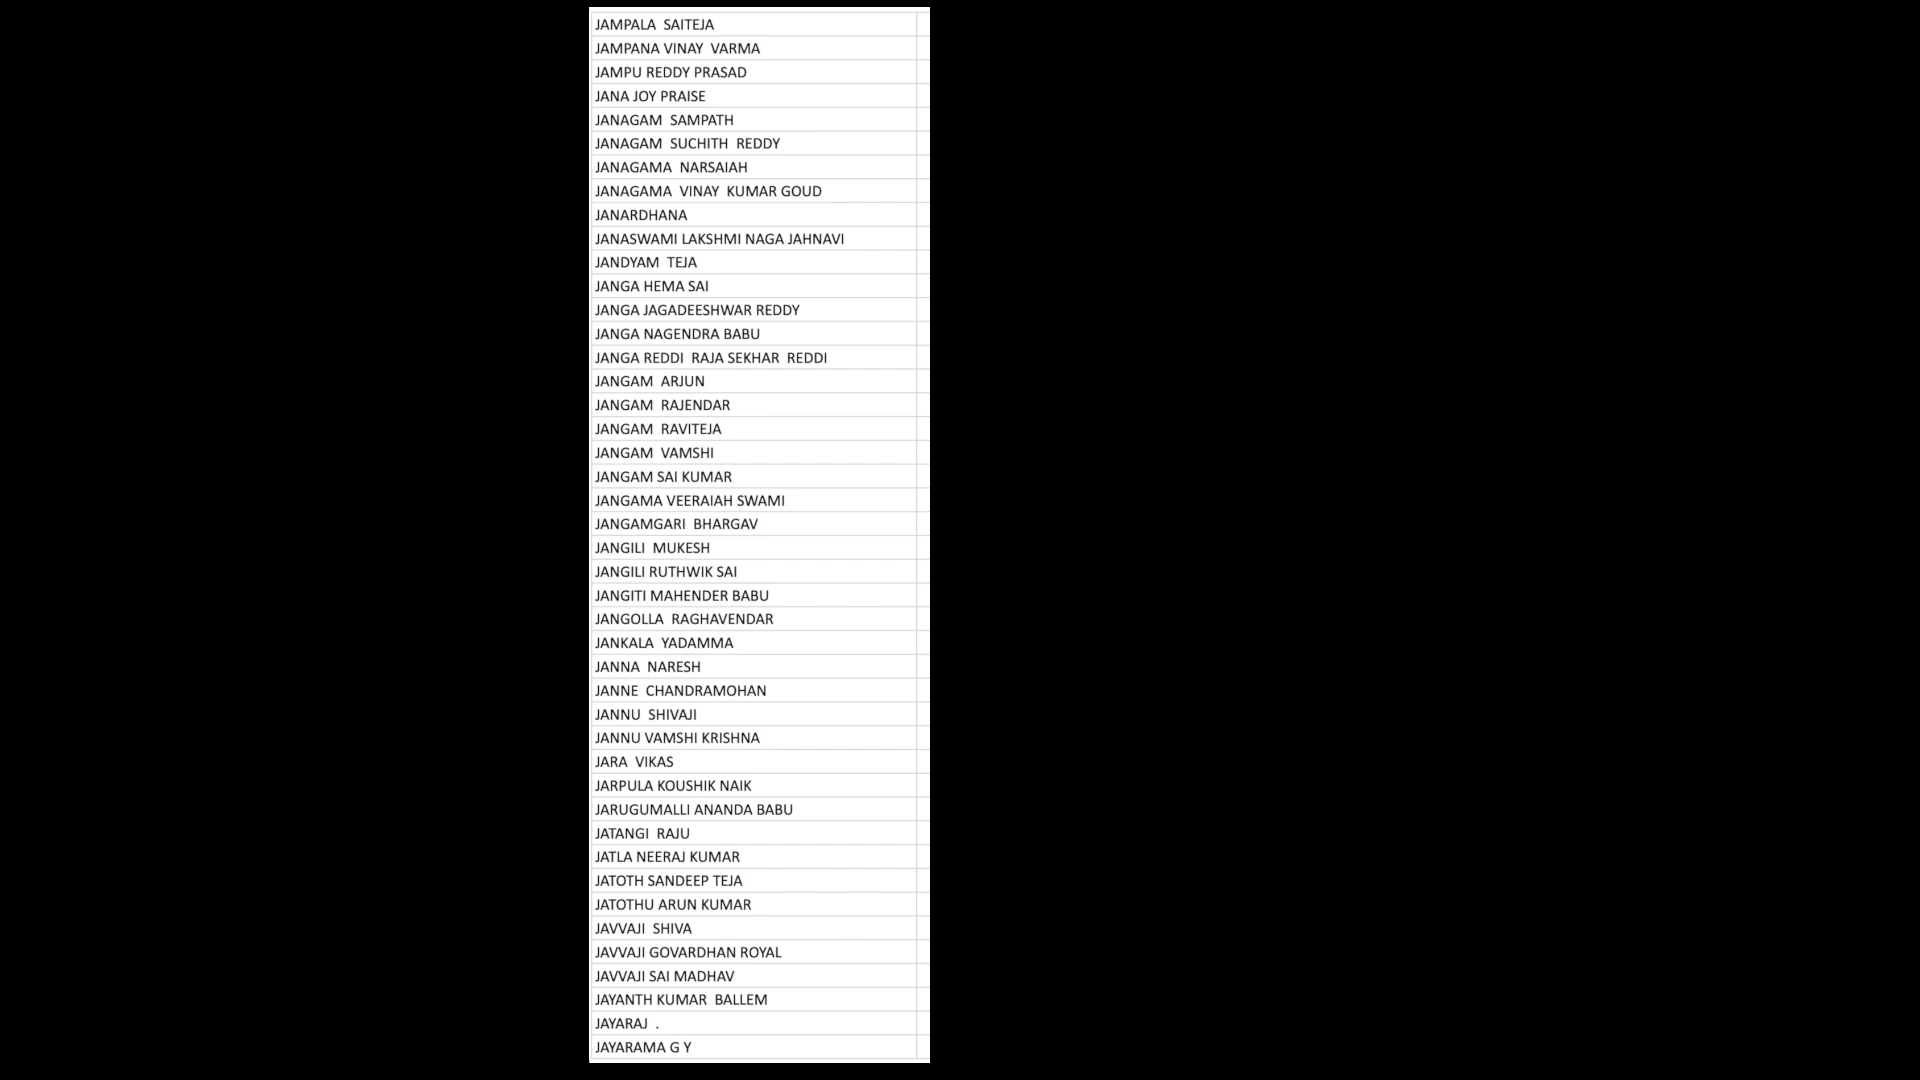 JAMPALA  SAITEJA
JAMPANA VINAY  VARMA
JAMPU REDDY PRASAD
JANA JOY PRAISE
JANAGAM  SAMPATH
JANAGAM  SUCHITH  REDDY
JANAGAMA  NARSAIAH
JANAGAMA  VINAY  KUMAR GOUD
JANARDHANA
JANASWAMI LAKSHMI NAGA JAHNAVI
JANDYAM  TEJA
JANGA HEMA SAI
JANGA JAGADEESHWAR REDDY
JANGA NAGENDRA BABU
JANGA REDDI  RAJA SEKHAR  REDDI
JANGAM  ARJUN
JANGAM  RAJENDAR
JANGAM  RAVITEJA
JANGAM  VAMSHI
JANGAM SAI KUMAR
JANGAMA VEERAIAH SWAMI
JANGAMGARI  BHARGAV
JANGILI  MUKESH
JANGILI RUTHWIK SAI
JANGITI MAHENDER BABU
JANGOLLA  RAGHAVENDAR
JANKALA  YADAMMA
JANNA  NARESH
JANNE  CHANDRAMOHAN
JANNU  SHIVAJI
JANNU VAMSHI KRISHNA
JARA  VIKAS
JARPULA KOUSHIK NAIK
JARUGUMALLI ANANDA BABU
JATANGI  RAJU
JATLA NEERAJ KUMAR
JATOTH SANDEEP TEJA
JATOTHU ARUN KUMAR
JAVVAJI  SHIVA
JAVVAJI GOVARDHAN ROYAL
JAVVAJI SAI MADHAV
JAYANTH KUMAR  BALLEM
JAYARAJ  .
JAYARAMA G Y